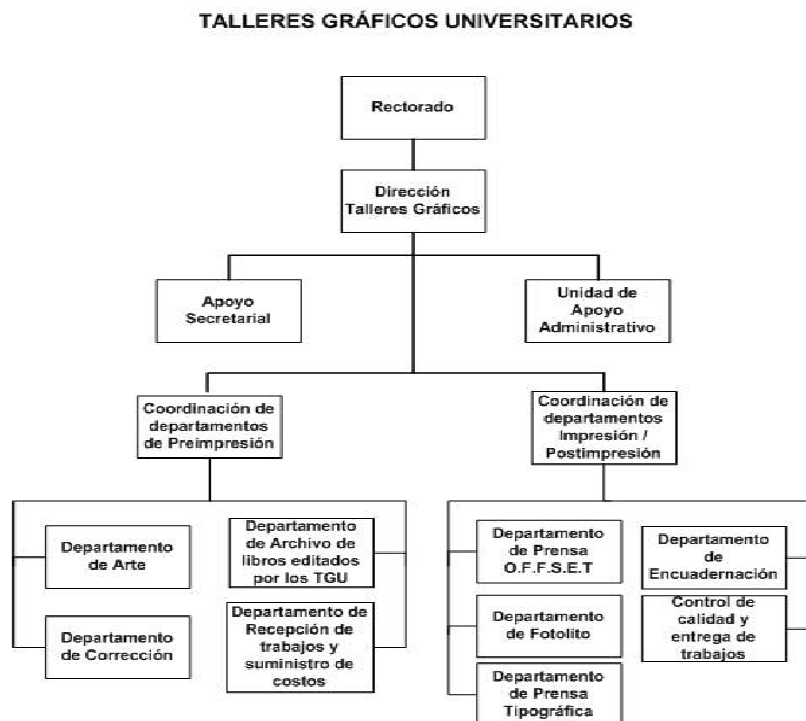 TALLERES GRÁFICOS UNIVERSITARIOS
Rectorado
Dirección
Talleres Gráficos
Apoyo
Secretarial
Unidad de
Apoyo
Administrativo
Coordinación de
departamentos
de Preimpresión
Coordinación de
departamentos
Impresión /
Postimpresión
Departamento
de Arte
Departamento
de Archivo de
libros editados
por los TGU
Departamento
de Corrección
Departamento de
Recepción de
trabajos y
suministro de
costos
Departamento
de Prensa
O.F.F.S.E.T
Departamento
de
Encuadernación
Departamento
de Fotolito
Control de
calidad y
entrega de
trabajos
Departamento
de Prensa
Tipográfica